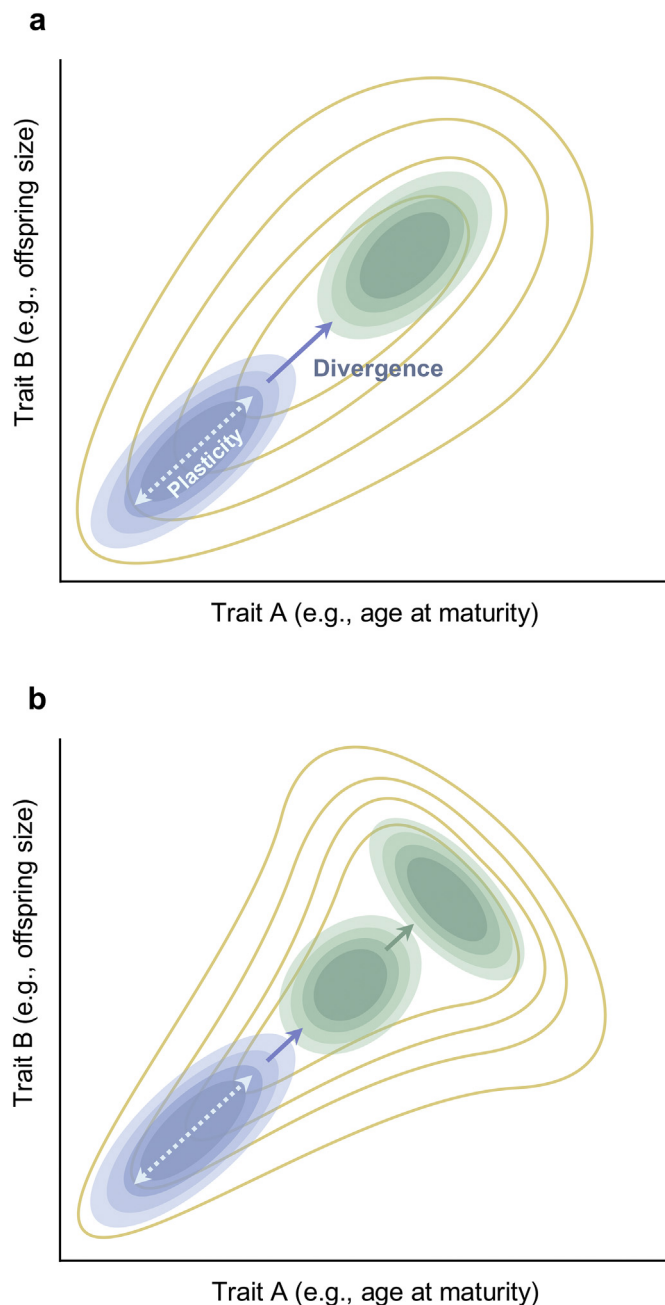 a
Trait B (e.g., offspring size)
Divergence
Plasticity
Trait A (e.g., age at maturity)
b
Trait B (e.g., offspring size)
Trait A (e.g., age at maturity)